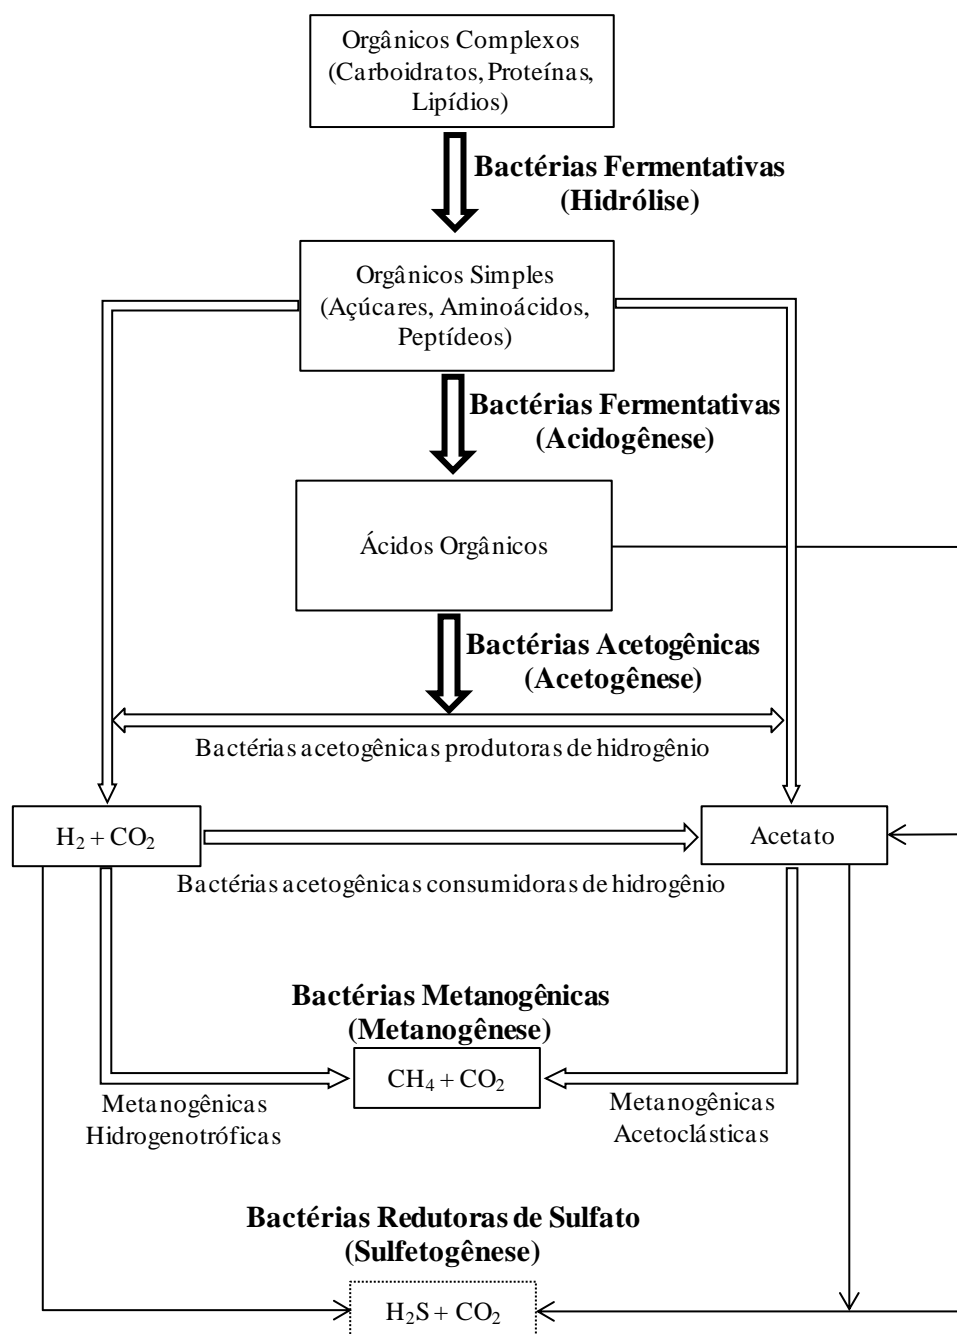 Orgânicos Complexos
(Carboidratos, Proteínas,
Lipídios)
Bactérias Fermentativas
(Hidrólise)
Orgânicos Simples
(Açúcares, Aminoácidos,
Peptídeos)
Bactérias Fermentativas
(Acidogênese)
Ácidos Orgânicos
Bactérias Acetogênicas
(Acetogênese)
Bactérias acetogênicas produtoras de hidrogênio
H₂ + CO₂
Acetato
Bactérias acetogênicas consumidoras de hidrogênio
Bactérias Metanogênicas
(Metanogênese)
CH₄ + CO₂
Metanogênicas
Hidrogenotróficas
Metanogênicas
Acetoclásticas
Bactérias Redutoras de Sulfato
(Sulfetogênese)
H₂S + CO₂